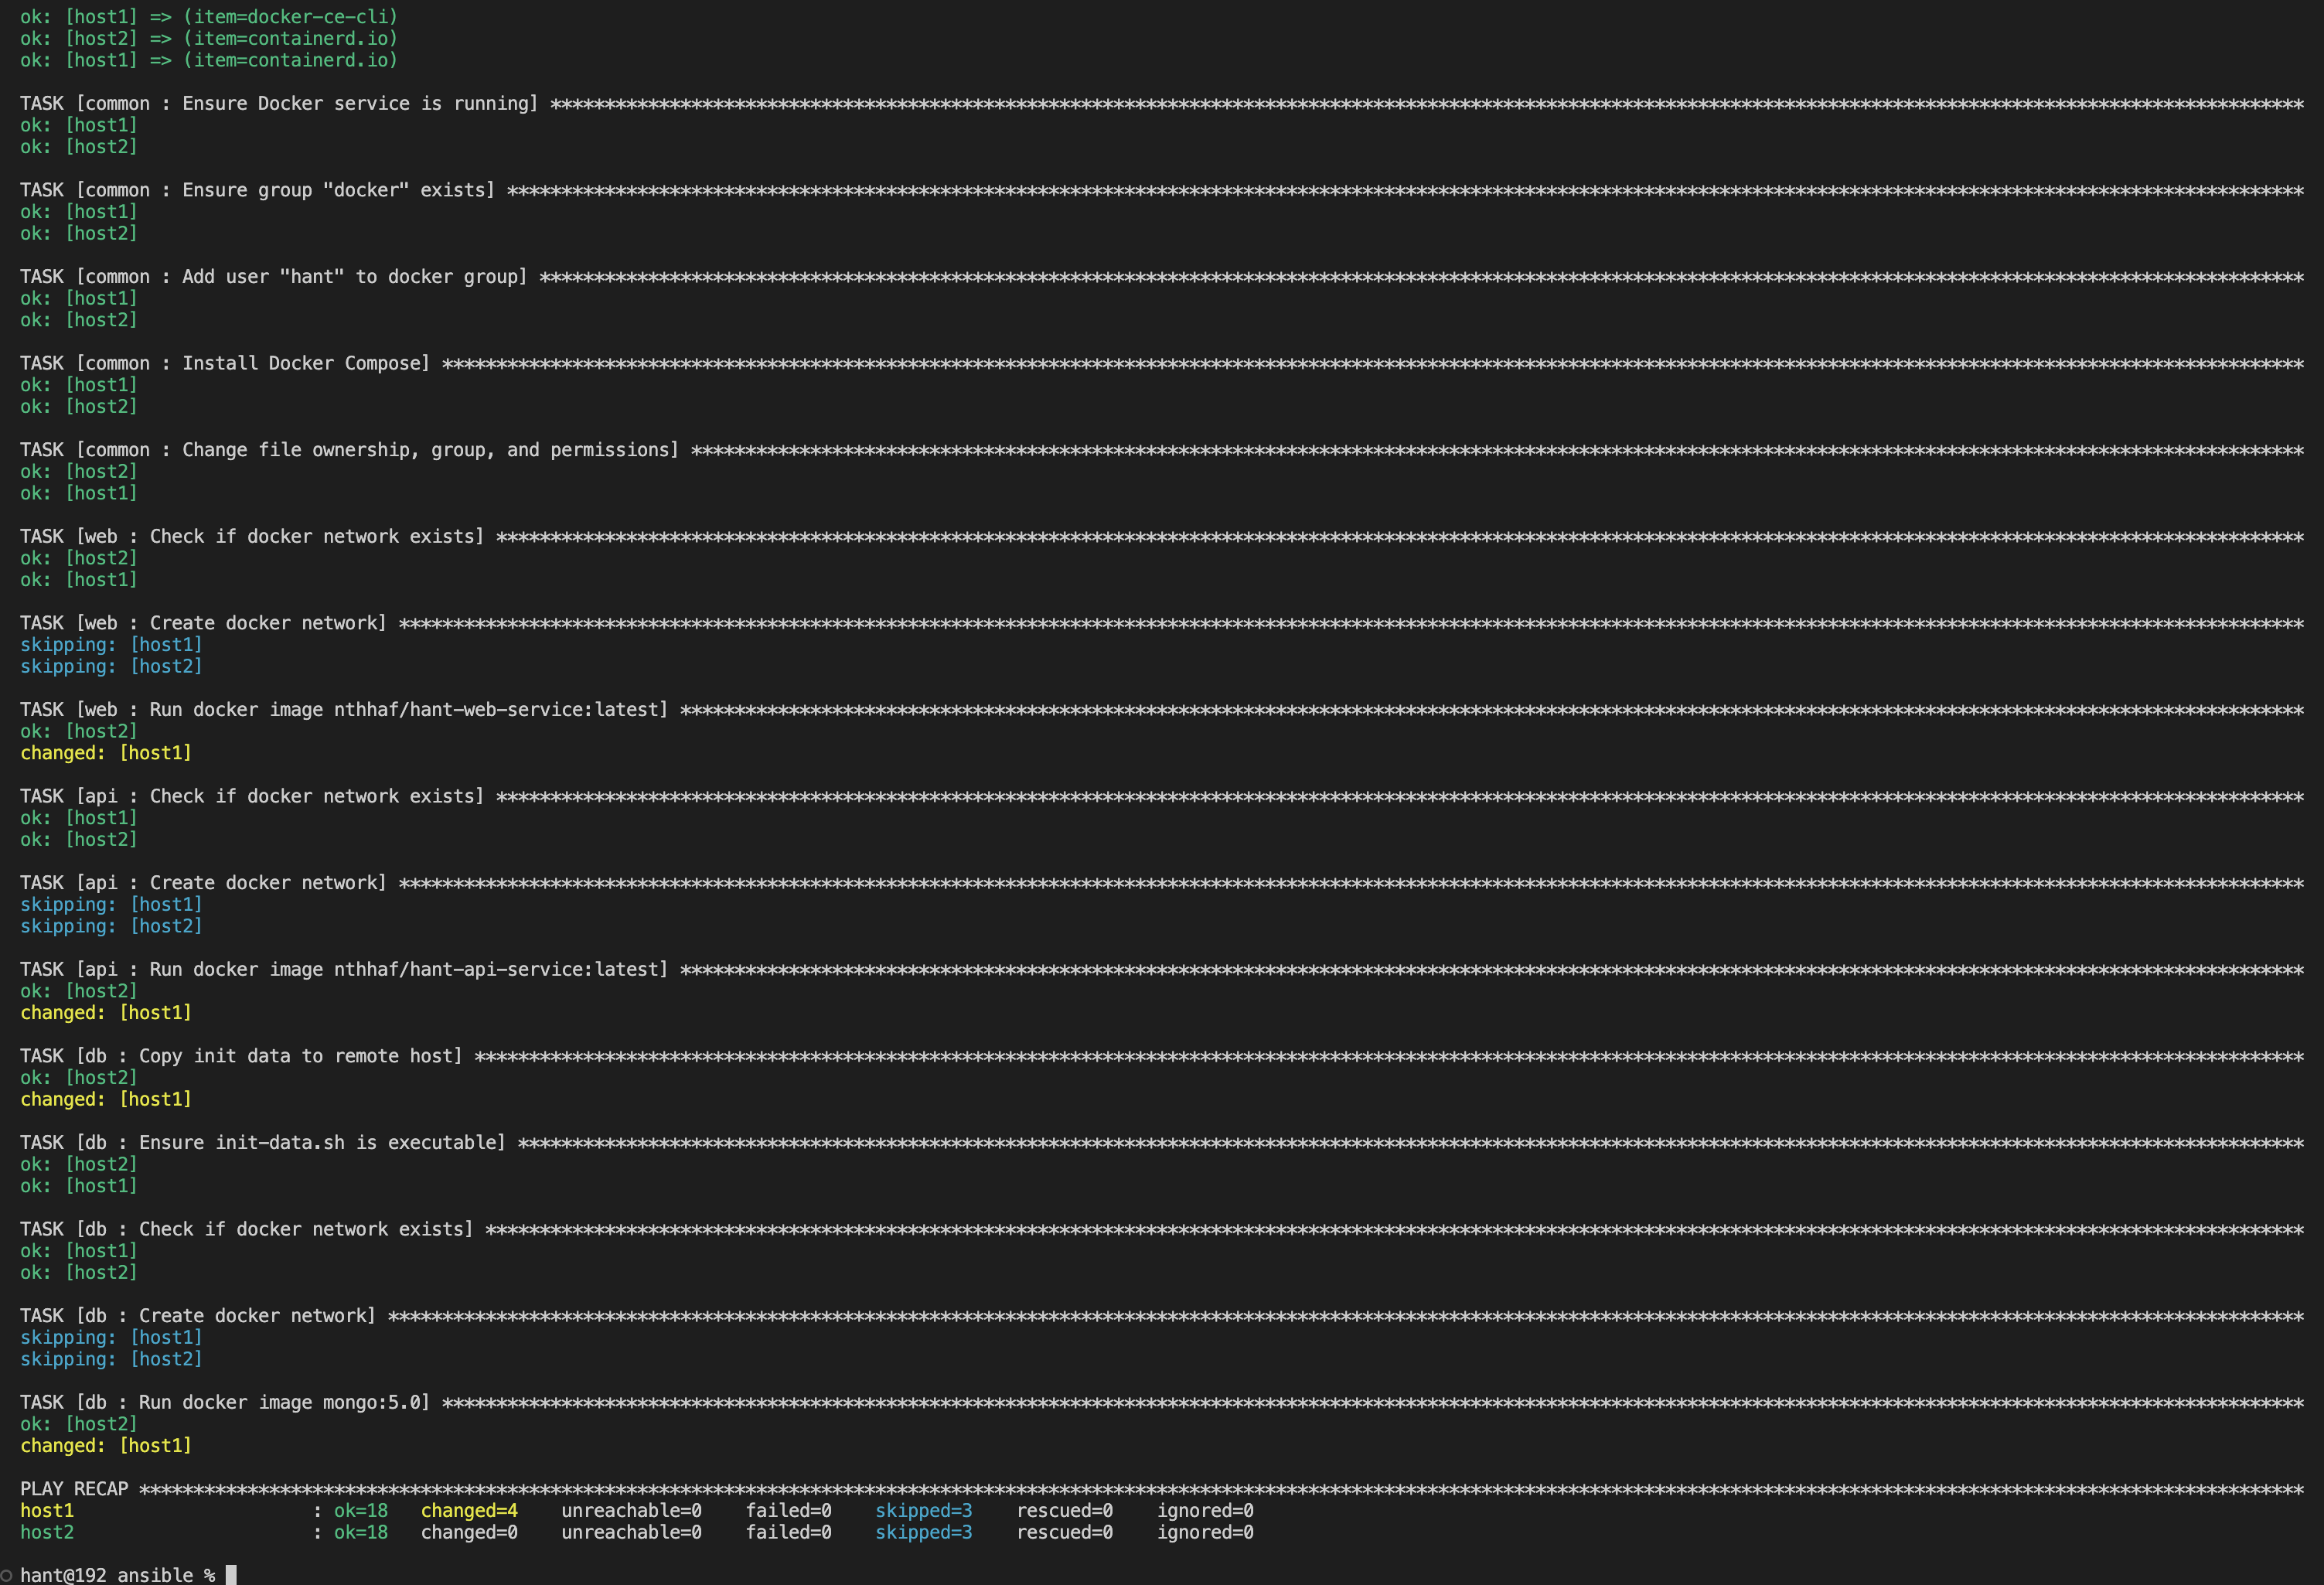 ok: [host1] => (item=docker-ce-cli)
ok: [host2] => (item=containerd.io)
ok: [host1] => (item=containerd.io)
TASK [common : Ensure Docker service is running] ******************************
ok: [host1]
ok: [host2]
TASK [common : Ensure group "docker" exists] ******************************
ok: [host1]
ok: [host2]
TASK [common : Add user "hant" to docker group] ******************************
ok: [host1]
ok: [host2]
TASK [common : Install Docker Compose] ******************************
ok: [host1]
ok: [host2]
TASK [common : Change file ownership, group, and permissions] ******************************
ok: [host2]
ok: [host1]
TASK [web : Check if docker network exists] ******************************
ok: [host2]
ok: [host1]
TASK [web : Create docker network] ******************************
skipping: [host1]
skipping: [host2]
TASK [web : Run docker image nthhaf/hant-web-service:latest] ******************************
ok: [host2]
changed: [host1]
TASK [api : Check if docker network exists] ******************************
ok: [host1]
ok: [host2]
TASK [api : Create docker network] ******************************
skipping: [host1]
skipping: [host2]
TASK [api : Run docker image nthhaf/hant-api-service:latest] ******************************
ok: [host2]
changed: [host1]
TASK [db : Copy init data to remote host] ******************************
ok: [host2]
changed: [host1]
TASK [db : Ensure init-data.sh is executable] ******************************
ok: [host2]
ok: [host1]
TASK [db : Check if docker network exists] ******************************
ok: [host1]
ok: [host2]
TASK [db : Create docker network] ******************************
skipping: [host1]
skipping: [host2]
TASK [db : Run docker image mongo:5.0] ******************************
ok: [host2]
changed: [host1]
PLAY RECAP ******************************
host1 : ok=18 changed=4 unreachable=0 failed=0 skipped=3 rescued=0 ignored=0
host2 : ok=18 changed=0 unreachable=0 failed=0 skipped=3 rescued=0 ignored=0
hant@192 ansible %